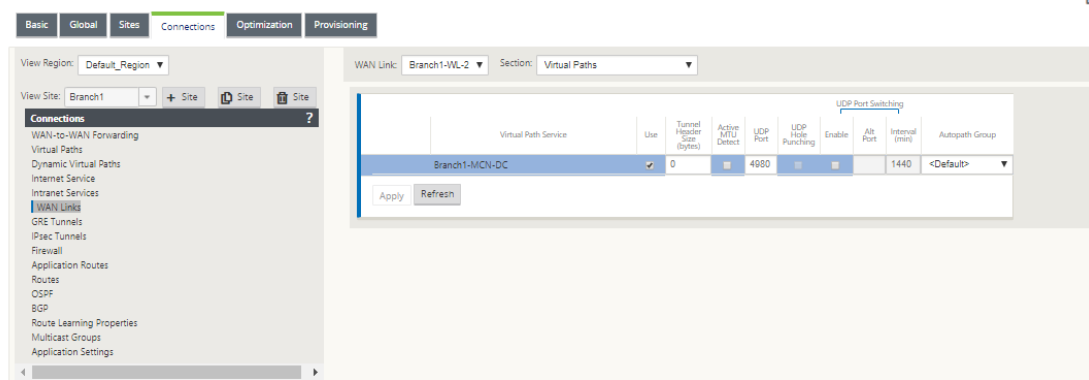 Basic Global Sites Connections Optimization Provisioning
View Region: Default_Region ▼
View Site: Branch1 + Site Site Site
Connections ?
WAN-to-WAN Forwarding
Virtual Paths
Dynamic Virtual Paths
Internet Service
Intranet Services
WAN Links
GRE Tunnels
IPsec Tunnels
Firewall
Application Routes
Routes
OSPF
BGP
Route Learning Properties
Multicast Groups
Application Settings
WAN Link: Branch1-WL-2 ▼ Section: Virtual Paths ▼
UDP Port Switching
Virtual Path Service Use Tunnel Header Size (bytes) Active MTU Detect UDP Port UDP Hole Punching Enable Alt Port Interval (min) Autopath Group
Branch1-MCN-DC 0 4980 1440 <Default> ▼
Apply Refresh